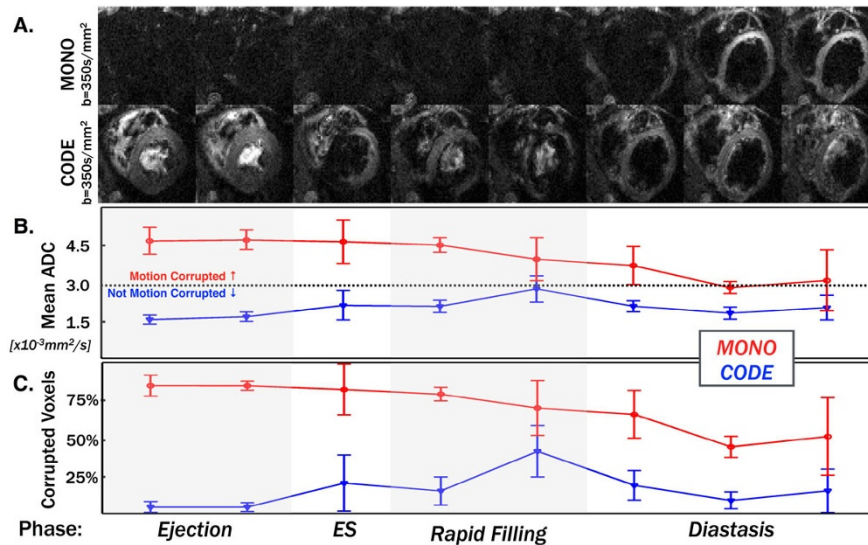 A.
MONO
b=350s/mm²
CODE
b=350s/mm²
B.
Mean ADC
[x10-³mm²/s]
4.5
3.0
1.5
Motion Corrupted ↑
Not Motion Corrupted ↓
MONO
CODE
C.
Corrupted Voxels
75%
50%
25%
Phase: Ejection ES Rapid Filling Diastasis